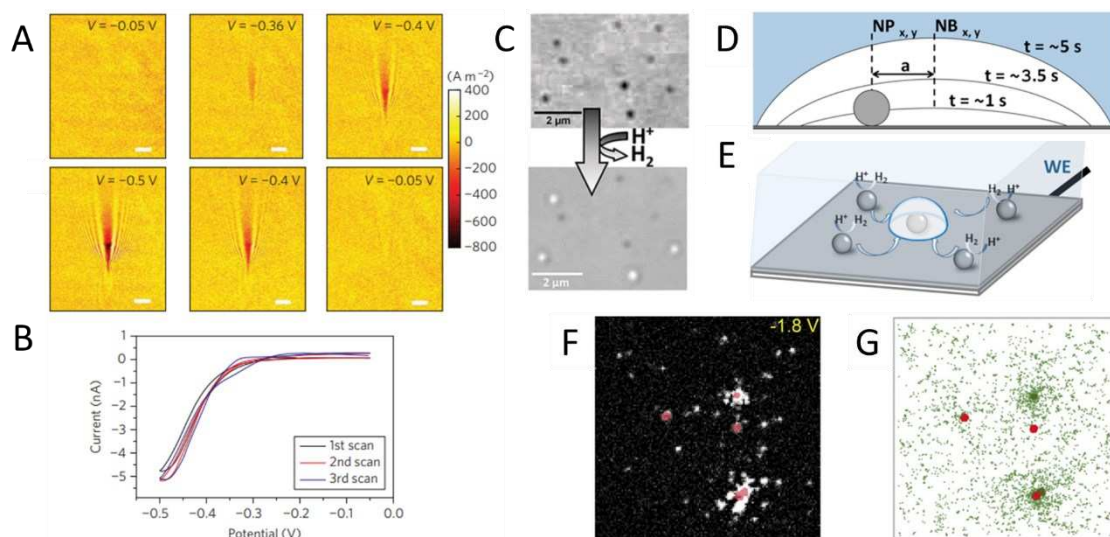 A
V = −0.05 V
V = −0.36 V
V = −0.4 V
(A m−2)
400
200
0
−200
−400
−600
−800
V = −0.5 V
V = −0.4 V
V = −0.05 V
B
Current (nA)
1
0
−1
−2
−3
−4
−5
1st scan
2nd scan
3rd scan
−0.5
−0.4
−0.3
−0.2
−0.1
0.0
Potential (V)
C
2 µm
H+
H2
2 µm
D
NP x, y
NB x, y
t = ~5 s
a
t = ~3.5 s
t = ~1 s
E
WE
H+
H2
H2
H+
H+
H2
H2
H+
F
-1.8 V
G